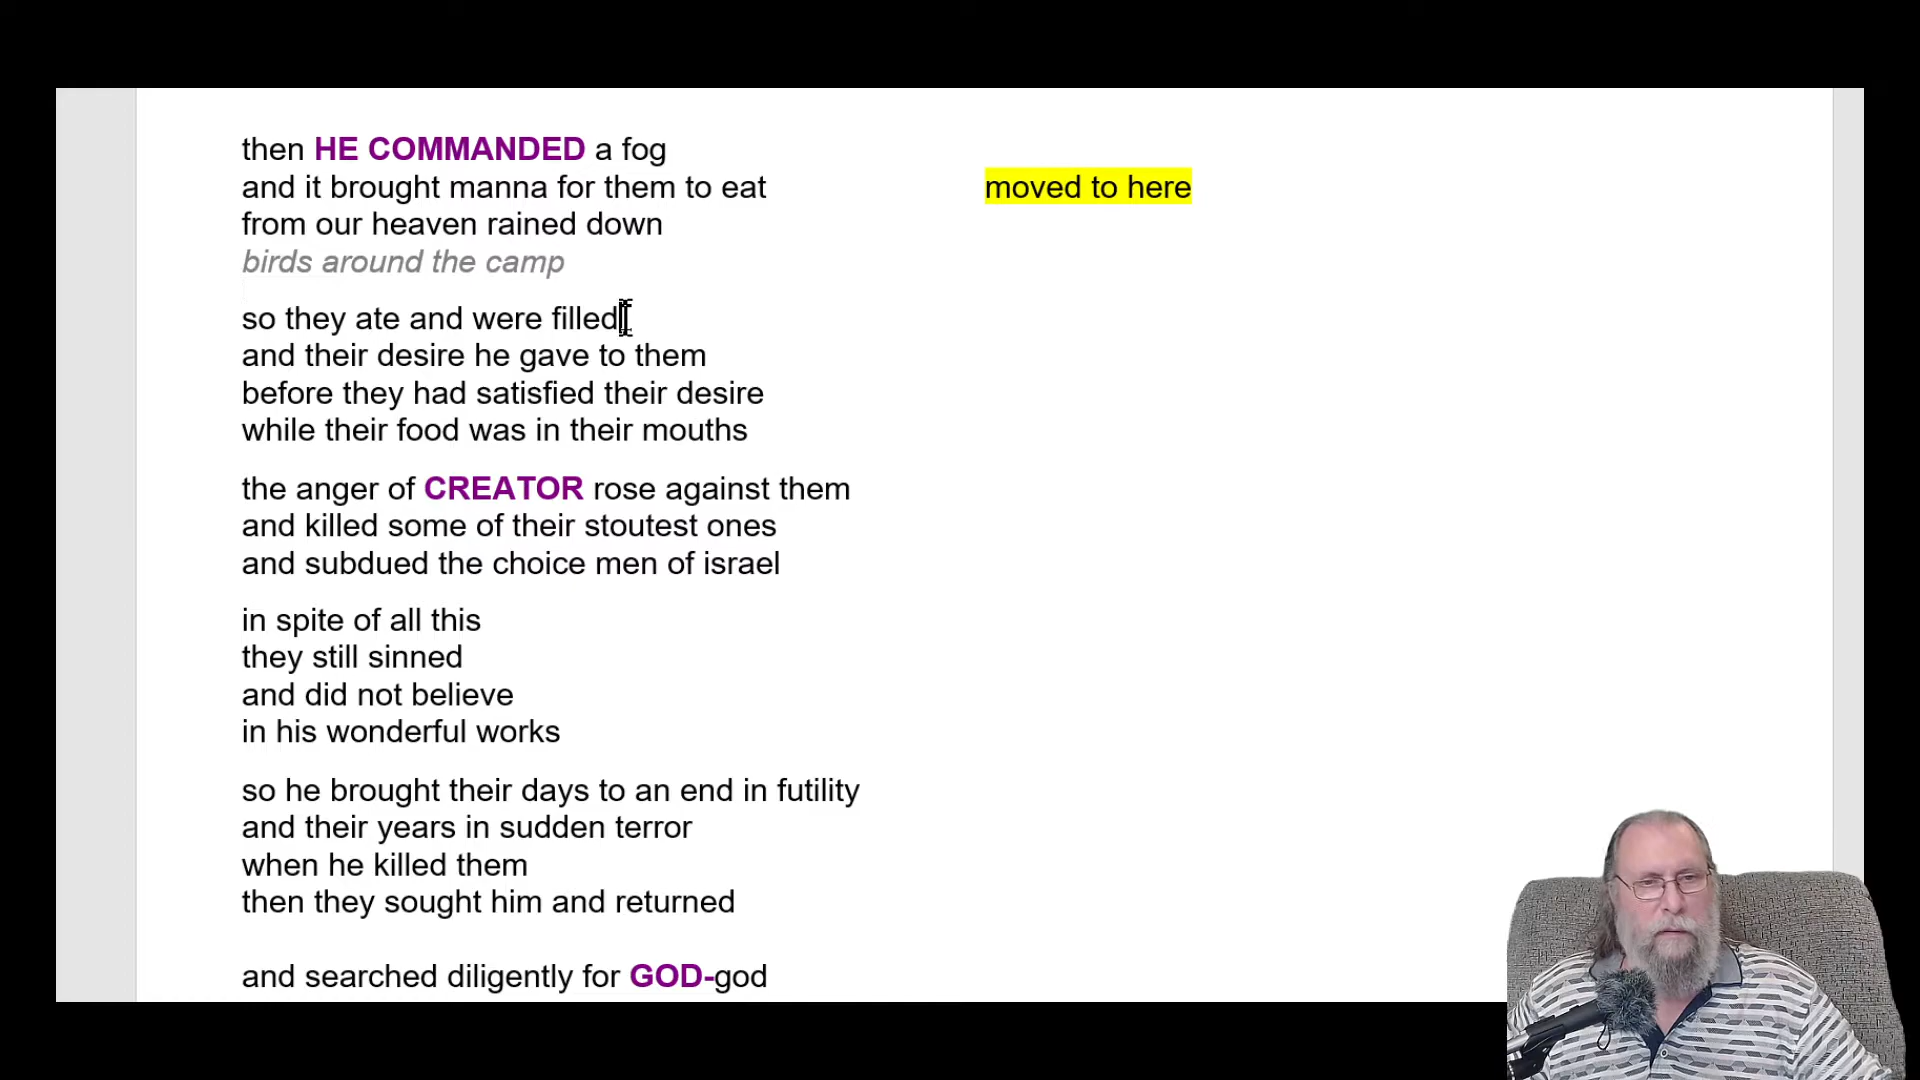 then HE COMMANDED a fog
and it brought manna for them to eat
moved to here
from our heaven rained down
birds around the camp
so they ate and were filled
and their desire he gave to them
before they had satisfied their desire
while their food was in their mouths
the anger of CREATOR rose against them
and killed some of their stoutest ones
and subdued the choice men of israel
in spite of all this
they still sinned
and did not believe
in his wonderful works
so he brought their days to an end in futility
and their years in sudden terror
when he killed them
then they sought him and returned
and searched diligently for GOD-god